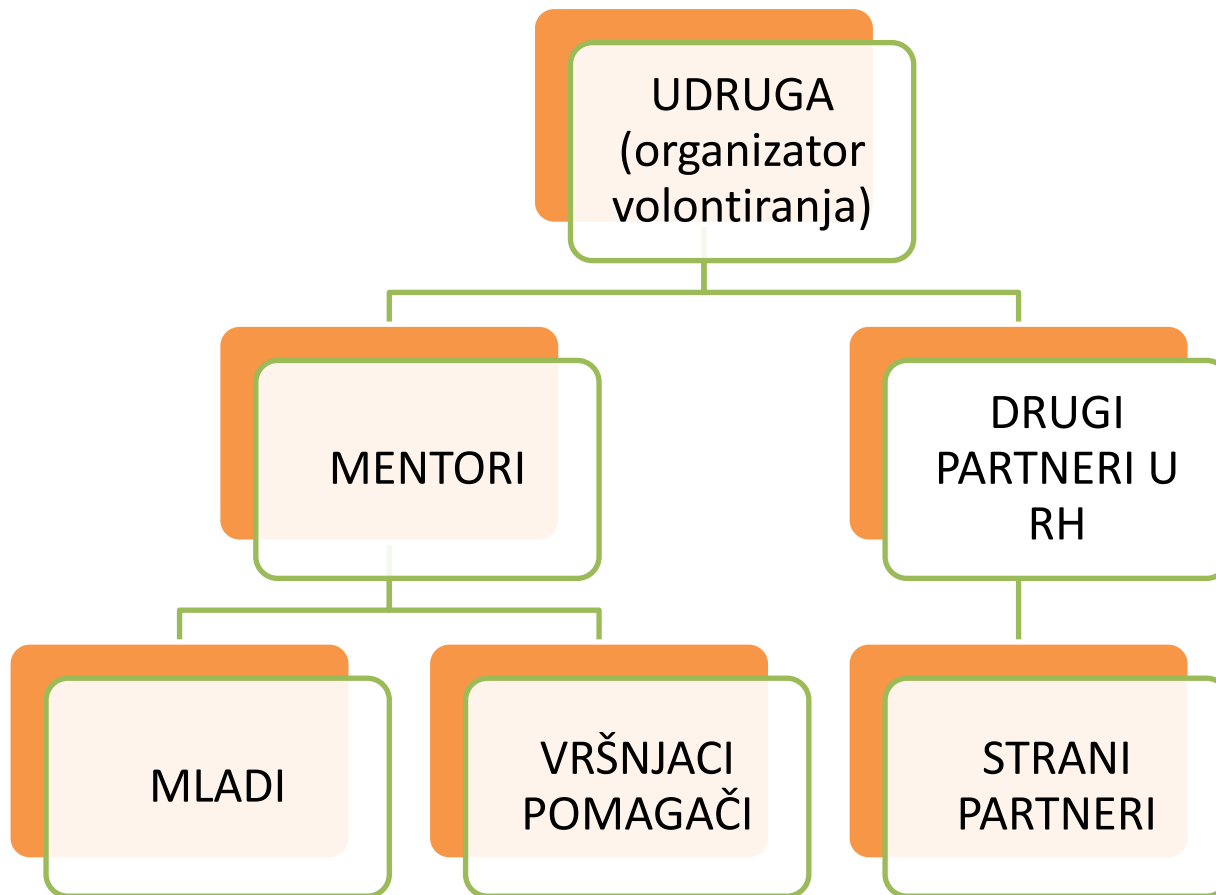 UDRUGA
(organizator
volontiranja)
MENTORI
DRUGI
PARTNERI U
RH
MLADI
VRŠNJACI
POMAGAČI
STRANI
PARTNERI